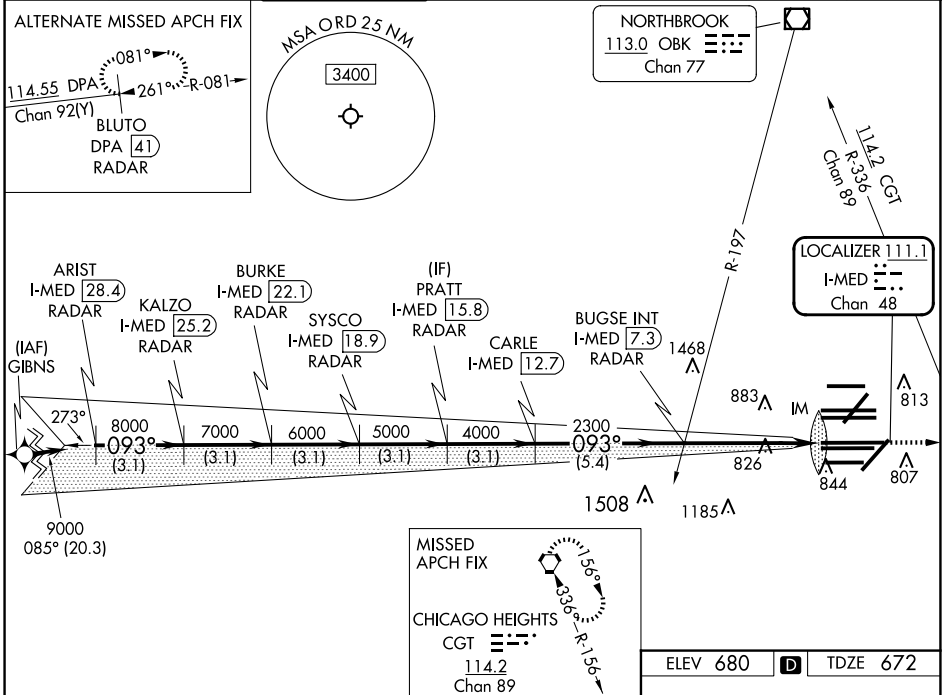 ALTERNATE MISSED APCH FIX
081°
114.55 DPA
261°
R-081
Chan 92(Y)
BLUTO
DPA 41
RADAR
MSA ORD 25 NM
3400
NORTHBROOK
113.0 OBK
Chan 77
114.2 CGT
R-336
Chan 89
R-197
LOCALIZER 111.1
I-MED
Chan 48
ARIST
I-MED 28.4
RADAR
KALZO
I-MED 25.2
RADAR
BURKE
I-MED 22.1
RADAR
SYSCO
I-MED 18.9
RADAR
(IF)
PRATT
I-MED 15.8
RADAR
CARLE
I-MED 12.7
BUGSE INT
I-MED 7.3
RADAR
1468
(IAF)
GIBNS
883
IM
813
273°
8000
093°
(3.1)
7000
(3.1)
6000
(3.1)
5000
(3.1)
4000
(3.1)
2300
093°
(5.4)
826
844
807
1508
1185
9000
085° (20.3)
MISSED
APCH FIX
156°
336°
R-156
CHICAGO HEIGHTS
CGT
114.2
Chan 89
ELEV 680
D
TDZE 672